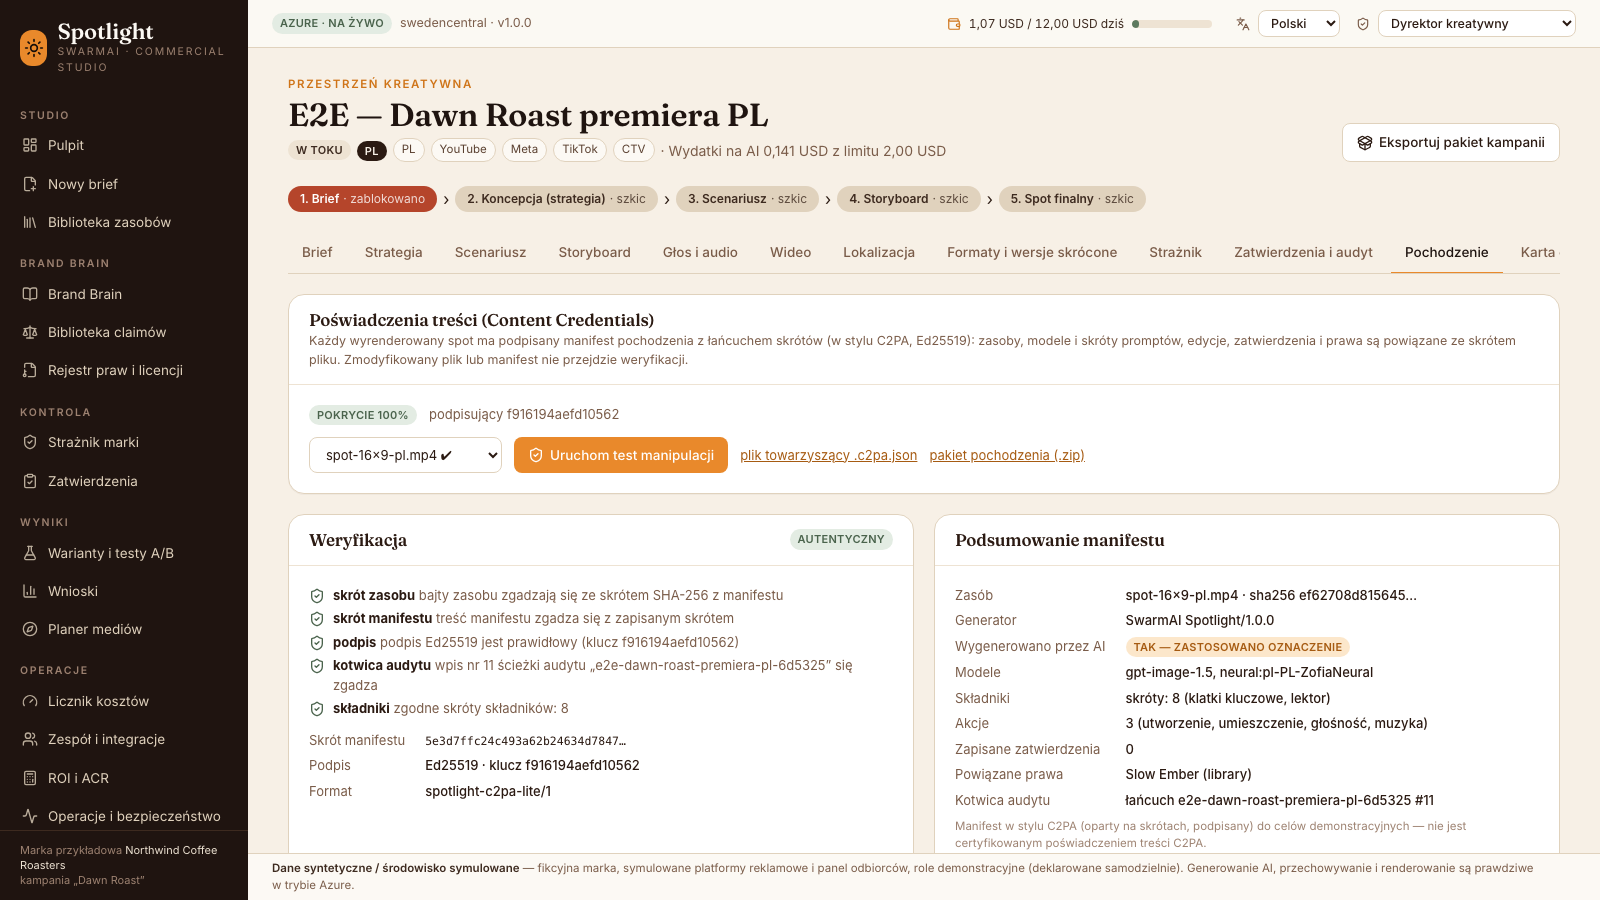 Spotlight
SWARMAI · COMMERCIAL
STUDIO
STUDIO
Pulpit
Nowy brief
Biblioteka zasobów
BRAND BRAIN
Brand Brain
Biblioteka claimów
Rejestr praw i licencji
KONTROLA
Strażnik marki
Zatwierdzenia
WYNIKI
Warianty i testy A/B
Wnioski
Planer mediów
OPERACJE
Licznik kosztów
Zespół i integracje
ROI i ACR
Operacje i bezpieczeństwo
Marka przykładowa Northwind Coffee
Roasters
kampania „Dawn Roast”
AZURE · NA ŻYWO swedencentral · v1.0.0 1,07 USD / 12,00 USD dziś Polski Dyrektor kreatywny
PRZESTRZEŃ KREATYWNA
E2E — Dawn Roast premiera PL
W TOKU PL PL YouTube Meta TikTok CTV · Wydatki na AI 0,141 USD z limitu 2,00 USD
Eksportuj pakiet kampanii
1. Brief · zablokowano › 2. Koncepcja (strategia) · szkic › 3. Scenariusz · szkic › 4. Storyboard · szkic › 5. Spot finalny · szkic
Brief Strategia Scenariusz Storyboard Głos i audio Wideo Lokalizacja Formaty i wersje skrócone Strażnik Zatwierdzenia i audyt Pochodzenie Karta
Poświadczenia treści (Content Credentials)
Każdy wyrenderowany spot ma podpisany manifest pochodzenia z łańcuchem skrótów (w stylu C2PA, Ed25519): zasoby, modele i skróty promptów, edycje, zatwierdzenia i prawa są powiązane ze skrótem
pliku. Zmodyfikowany plik lub manifest nie przejdzie weryfikacji.
POKRYCIE 100% podpisujący f916194aefd10562
spot-16×9-pl.mp4 ✔ Uruchom test manipulacji plik towarzyszący .c2pa.json pakiet pochodzenia (.zip)
Weryfikacja AUTENTYCZNY
skrót zasobu bajty zasobu zgadzają się ze skrótem SHA-256 z manifestu
skrót manifestu treść manifestu zgadza się z zapisanym skrótem
podpis podpis Ed25519 jest prawidłowy (klucz f916194aefd10562)
kotwica audytu wpis nr 11 ścieżki audytu „e2e-dawn-roast-premiera-pl-6d5325” się
zgadza
składniki zgodne skróty składników: 8
Skrót manifestu 5e3d7ffc24c493a62b24634d7847…
Podpis Ed25519 · klucz f916194aefd10562
Format spotlight-c2pa-lite/1
Podsumowanie manifestu
Zasób spot-16×9-pl.mp4 · sha256 ef62708d815645…
Generator SwarmAI Spotlight/1.0.0
Wygenerowano przez AI TAK — ZASTOSOWANO OZNACZENIE
Modele gpt-image-1.5, neural:pl-PL-ZofiaNeural
Składniki skróty: 8 (klatki kluczowe, lektor)
Akcje 3 (utworzenie, umieszczenie, głośność, muzyka)
Zapisane zatwierdzenia 0
Powiązane prawa Slow Ember (library)
Kotwica audytu łańcuch e2e-dawn-roast-premiera-pl-6d5325 #11
Manifest w stylu C2PA (oparty na skrótach, podpisany) do celów demonstracyjnych — nie jest
certyfikowanym poświadczeniem treści C2PA.
Dane syntetyczne / środowisko symulowane — fikcyjna marka, symulowane platformy reklamowe i panel odbiorców, role demonstracyjne (deklarowane samodzielnie). Generowanie AI, przechowywanie i renderowanie są prawdziwe
w trybie Azure.